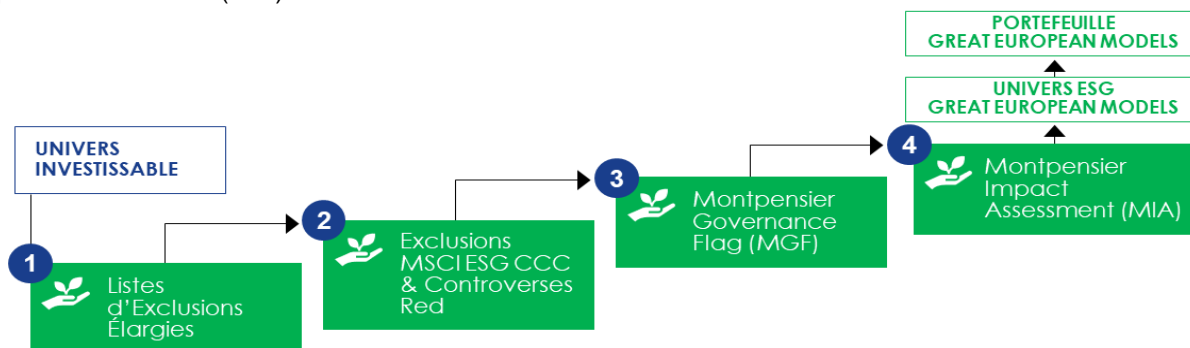 PORTEFEUILLE
GREAT EUROPEAN MODELS
UNIVERS ESG
GREAT EUROPEAN MODELS
UNIVERS
INVESTISSABLE
1
Listes
d'Exclusions
Élargies
2
Exclusions
MSCI ESG CCC
& Controverses
Red
3
Montpensier
Governance
Flag (MGF)
4
Montpensier
Impact
Assessment (MIA)